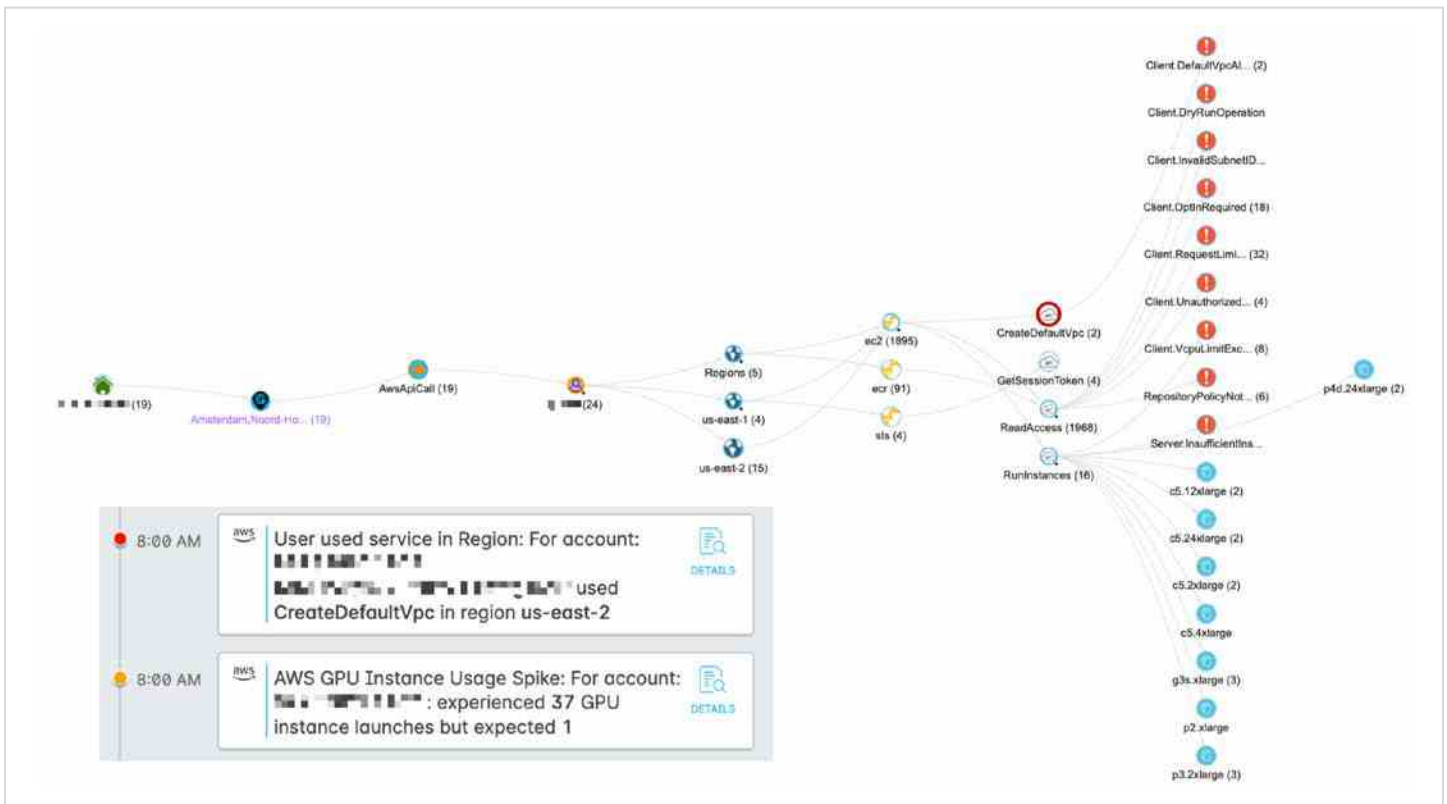 Client.DefaultVpcAl... (2)
Client.DryRunOperation
Client.InvalidSubnetID...
Client.OptInRequired (18)
Client.RequestLimi... (32)
Client.Unauthorized... (4)
Client.VcpuLimitExc... (8)
RepositoryPolicyNot... (6)
Server.InsufficientIns...
c5.12xlarge (2)
c5.24xlarge (2)
c5.2xlarge (2)
c5.4xlarge
g3s.xlarge (3)
p2.xlarge
p3.2xlarge (3)
p4d.24xlarge (2)
CreateDefaultVpc (2)
GetSessionToken (4)
ReadAccess (1968)
RunInstances (16)
ec2 (1895)
ecr (91)
sts (4)
Regions (5)
us-east-1 (4)
us-east-2 (15)
(24)
AwsApiCall (19)
Amsterdam,Noord-Ho... (19)
(19)
8:00 AM
aws
User used service in Region: For account:
used
CreateDefaultVpc in region us-east-2
DETAILS
8:00 AM
aws
AWS GPU Instance Usage Spike: For account:
: experienced 37 GPU
instance launches but expected 1
DETAILS